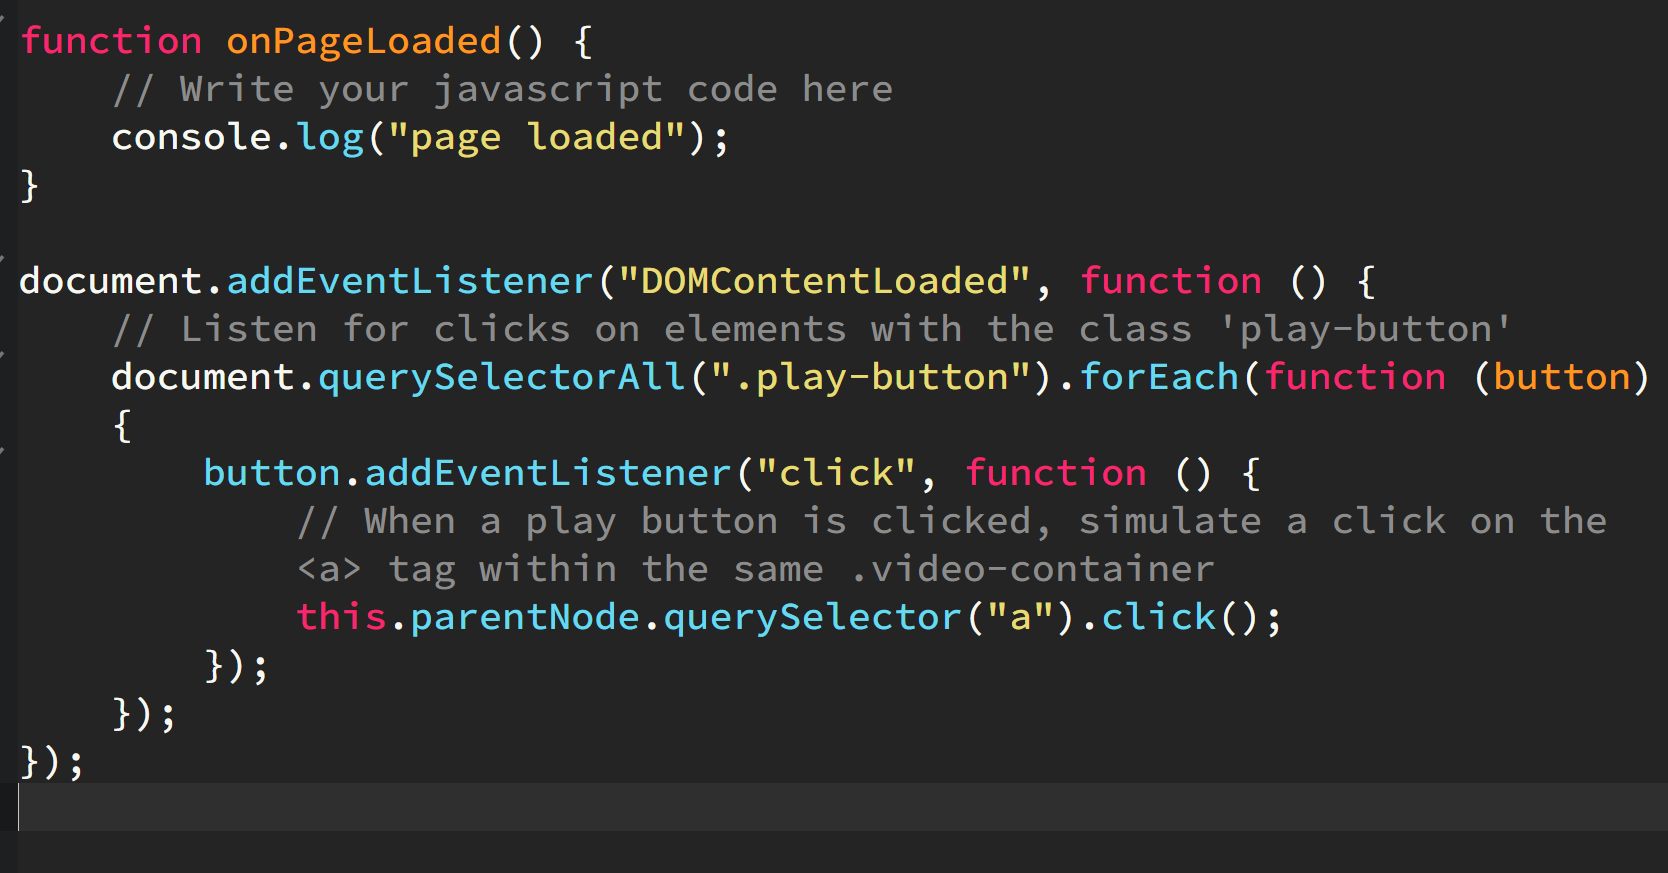 function onPageLoaded() {
    // Write your javascript code here
    console.log("page loaded");
}

document.addEventListener("DOMContentLoaded", function () {
    // Listen for clicks on elements with the class 'play-button'
    document.querySelectorAll(".play-button").forEach(function (button)
    {
        button.addEventListener("click", function () {
            // When a play button is clicked, simulate a click on the
            <a> tag within the same .video-container
            this.parentNode.querySelector("a").click();
        });
    });
});